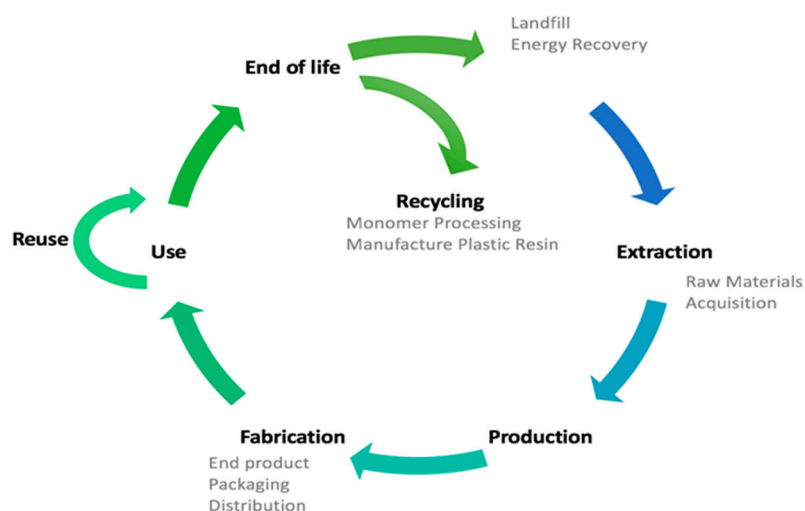 Landfill
Energy Recovery
End of life
Recycling
Monomer Processing
Manufacture Plastic Resin
Reuse
Use
Extraction
Raw Materials
Acquisition
Fabrication
End product
Packaging
Distribution
Production